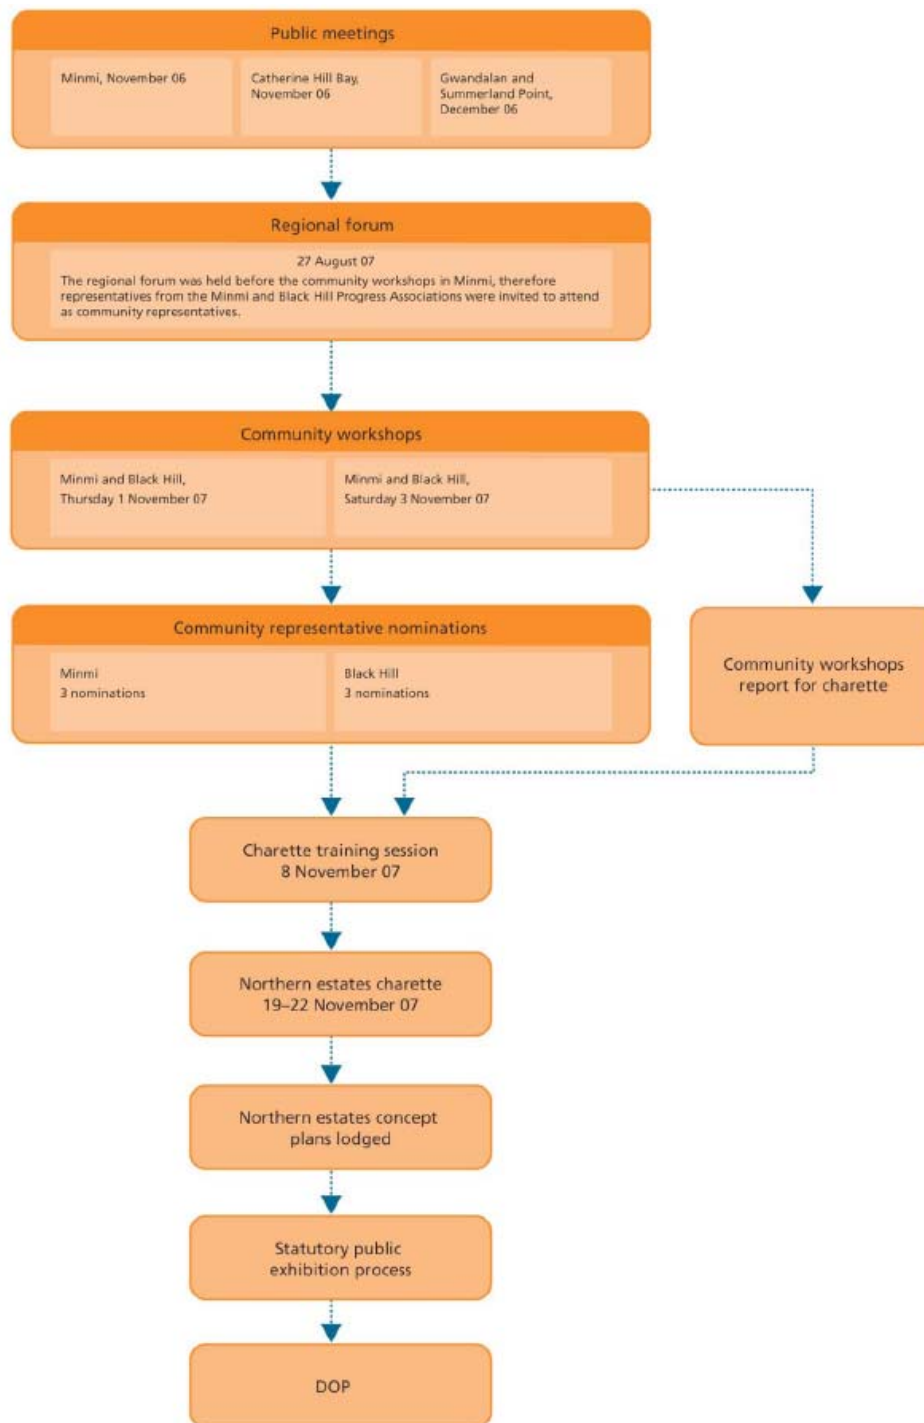 Public meetings
Minmi, November 06
Catherine Hill Bay,
November 06
Gwandalan and
Summerland Point,
December 06
Regional forum
27 August 07
The regional forum was held before the community workshops in Minmi, therefore
representatives from the Minmi and Black Hill Progress Associations were invited to attend
as community representatives.
Community workshops
Minmi and Black Hill,
Thursday 1 November 07
Minmi and Black Hill,
Saturday 3 November 07
Community representative nominations
Minmi
3 nominations
Black Hill
3 nominations
Community workshops
report for charette
Charette training session
8 November 07
Northern estates charette
19–22 November 07
Northern estates concept
plans lodged
Statutory public
exhibition process
DOP